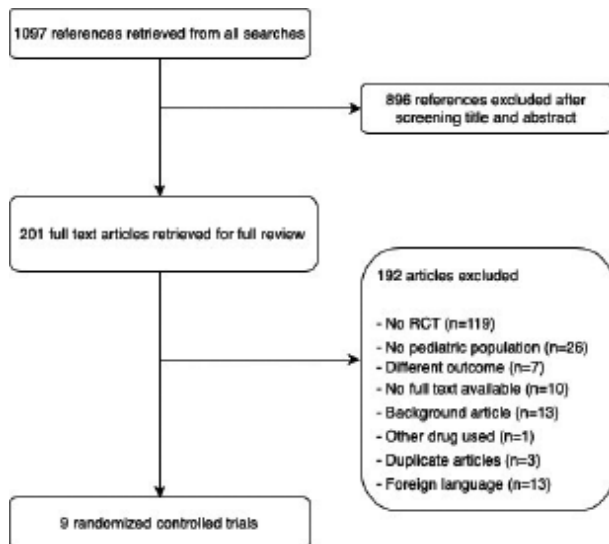 1097 references retrieved from all searches
896 references excluded after
screening title and abstract
201 full text articles retrieved for full review
192 articles excluded
- No RCT (n=119)
- No pediatric population (n=26)
- Different outcome (n=7)
- No full text available (n=10)
- Background article (n=13)
- Other drug used (n=1)
- Duplicate articles (n=3)
- Foreign language (n=13)
9 randomized controlled trials